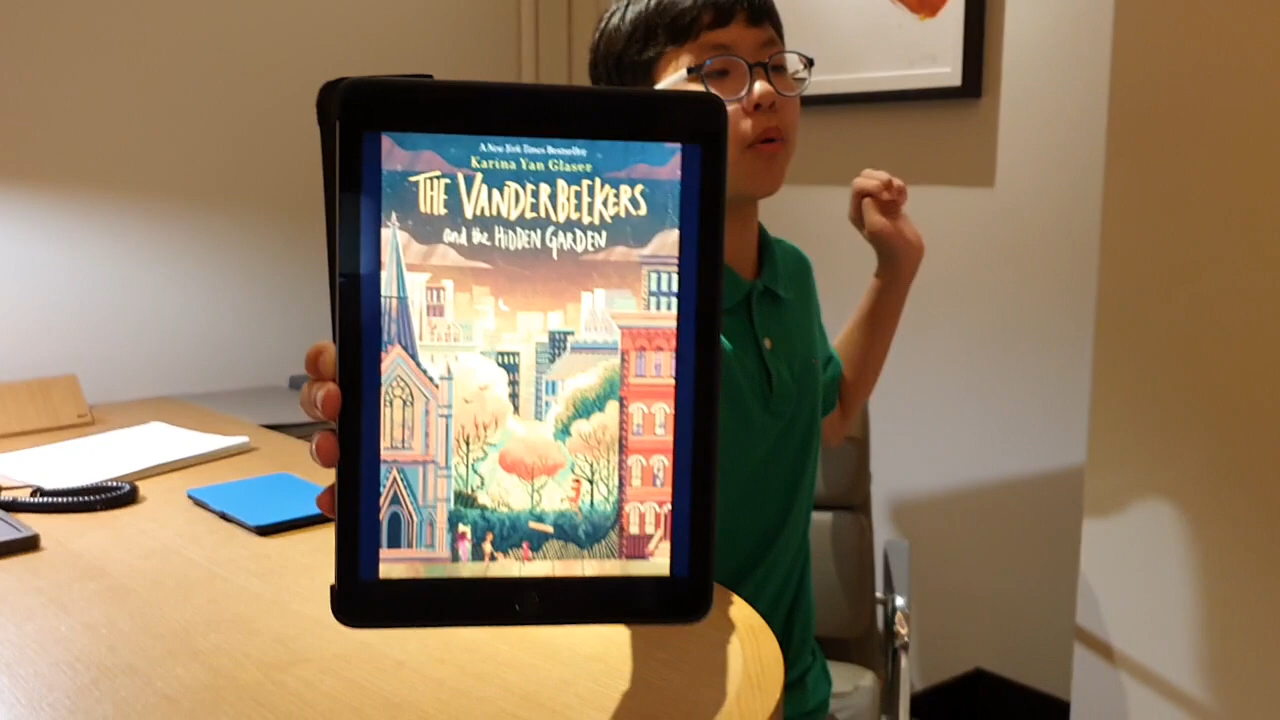 A New York Times Bestseller
Karina Yan Glaser
THE VANDERBEEKERS
and the HIDDEN GARDEN